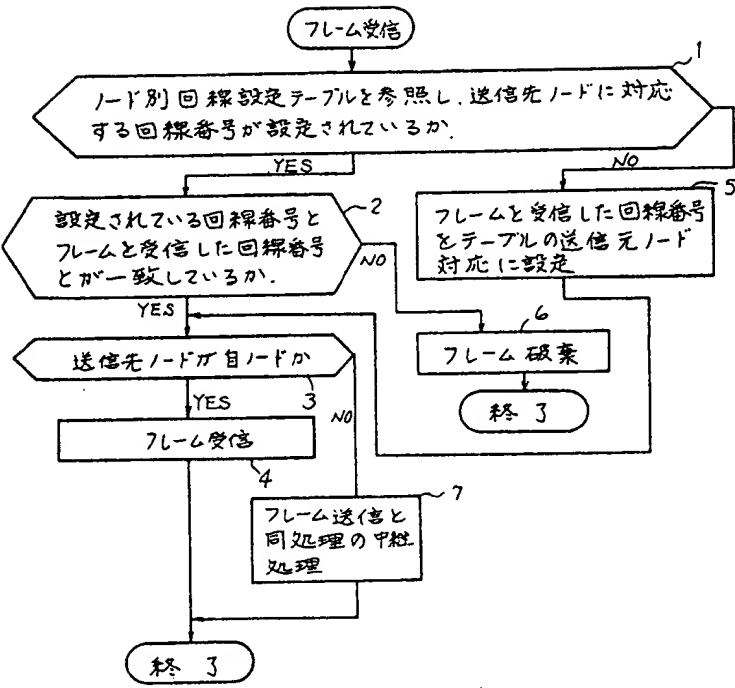 フレーム受信
1
ノード別回線設定テーブルを参照し、送信先ノードに対応
する回線番号が設定されているか.
YES
NO
2
設定されている回線番号と
フレームを受信した回線番号
とが一致しているか.
NO
YES
5
フレームを受信した回線番号
をテーブルの送信元ノード
対応に設定
6
フレーム破棄
終了
送信先ノードが自ノードか
3
YES
NO
フレーム受信
4
7
フレーム送信と
同処理の中継
処理
終了